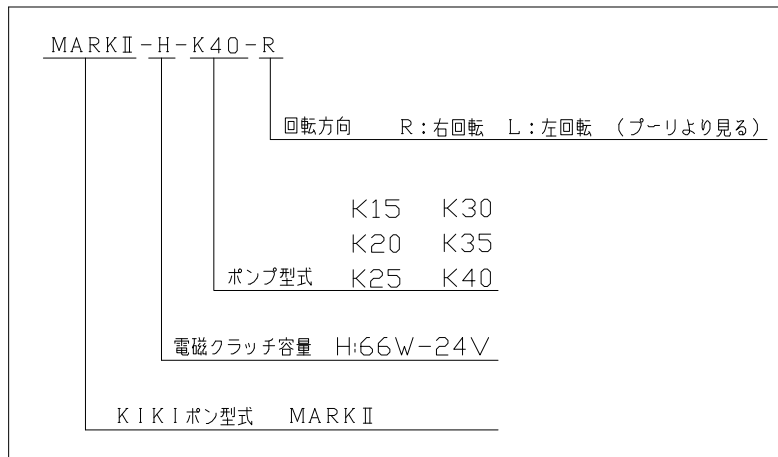 MARKⅡ-H-K40-R
回転方向　R：右回転　L：左回転　（プーリより見る）
K15　K30
K20　K35
ポンプ型式　K25　K40
電磁クラッチ容量　H:66W-24V
KIKIポン型式　MARKⅡ